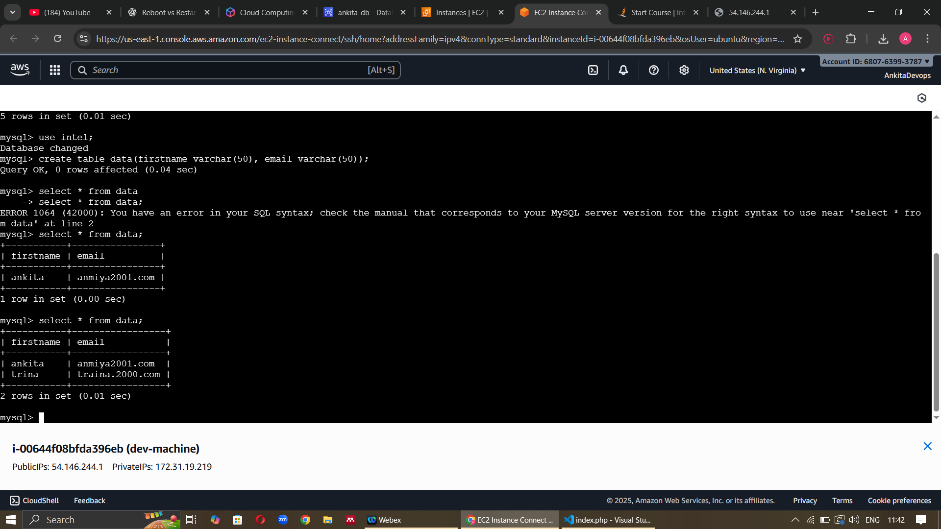 (184) YouTube
Reboot vs Resta
Cloud Computin
ankita_db - Data
Instances | EC2 |
EC2 Instance Con
Start Course | Int
54.146.244.1
https://us-east-1.console.aws.amazon.com/ec2-instance-connect/ssh/home?addressFamily=ipv4&connType=standard&instanceId=i-00644f08bfda396eb&osUser=ubuntu&region=...
A
aws
Search
[Alt+S]
United States (N. Virginia)
Account ID: 6807-6399-3787
AnkitaDevops
5 rows in set (0.01 sec)
mysql> use intel;
Database changed
mysql> create table data(firstname varchar(50), email varchar(50));
Query OK, 0 rows affected (0.04 sec)
mysql> select * from data
    -> select * from data;
ERROR 1064 (42000): You have an error in your SQL syntax; check the manual that corresponds to your MySQL server version for the right syntax to use near 'select * fro
m data' at line 2
mysql> select * from data;
+-----------+----------------+
| firstname | email          |
+-----------+----------------+
| ankita    | anmiya2001.com |
+-----------+----------------+
1 row in set (0.00 sec)
mysql> select * from data;
+-----------+-----------------+
| firstname | email           |
+-----------+-----------------+
| ankita    | anmiya2001.com  |
| trina     | traina.2000.com |
+-----------+-----------------+
2 rows in set (0.01 sec)
mysql>
i-00644f08bfda396eb (dev-machine)
PublicIPs: 54.146.244.1 PrivateIPs: 172.31.19.219
CloudShell
Feedback
© 2025, Amazon Web Services, Inc. or its affiliates.
Privacy
Terms
Cookie preferences
Search
Webex
EC2 Instance Connect ...
index.php - Visual Stu...
ENG
11:42